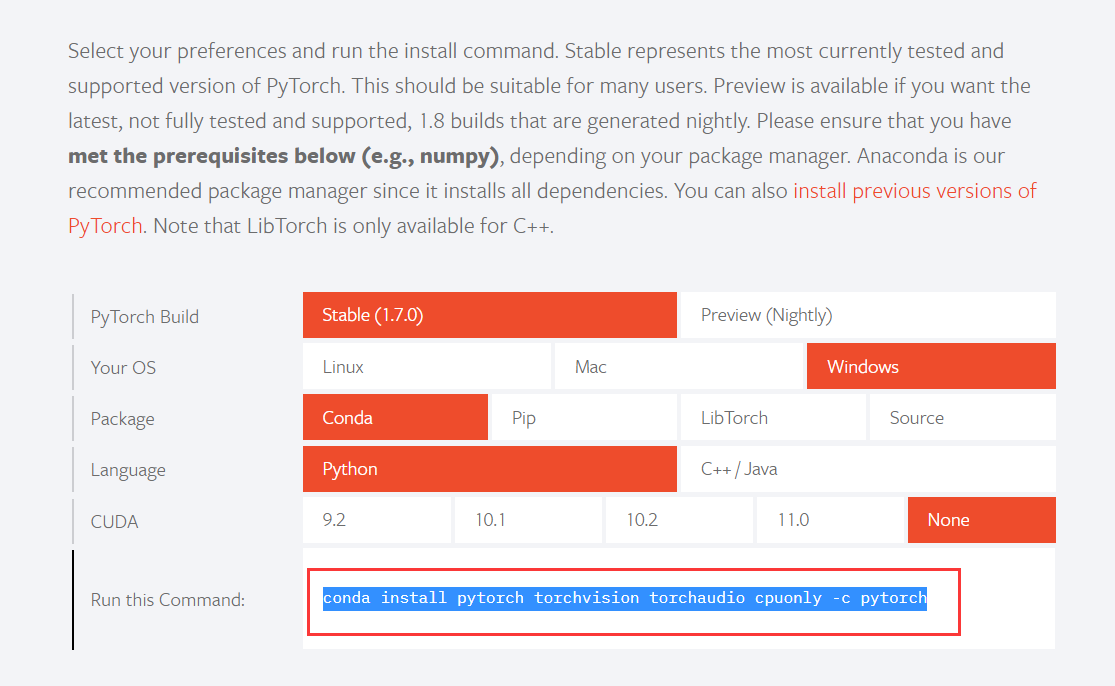 Select your preferences and run the install command. Stable represents the most currently tested and
supported version of PyTorch. This should be suitable for many users. Preview is available if you want the
latest, not fully tested and supported, 1.8 builds that are generated nightly. Please ensure that you have
met the prerequisites below (e.g., numpy), depending on your package manager. Anaconda is our
recommended package manager since it installs all dependencies. You can also install previous versions of
PyTorch. Note that LibTorch is only available for C++.
PyTorch Build Stable (1.7.0) Preview (Nightly)
Your OS Linux Mac Windows
Package Conda Pip LibTorch Source
Language Python C++ / Java
CUDA 9.2 10.1 10.2 11.0 None
Run this Command: conda install pytorch torchvision torchaudio cpuonly -c pytorch